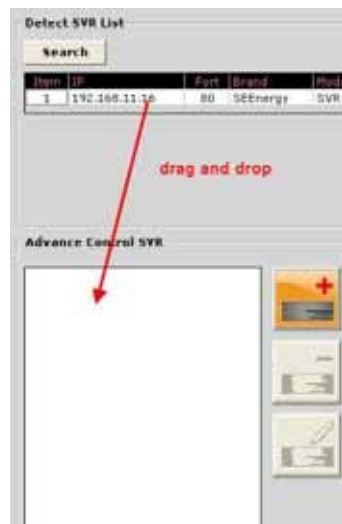 Detect SVR List
Search
Item IP Port Brand Mode
1 192.168.11.16 80 SEEnergy SVR
drag and drop
Advance Control SVR